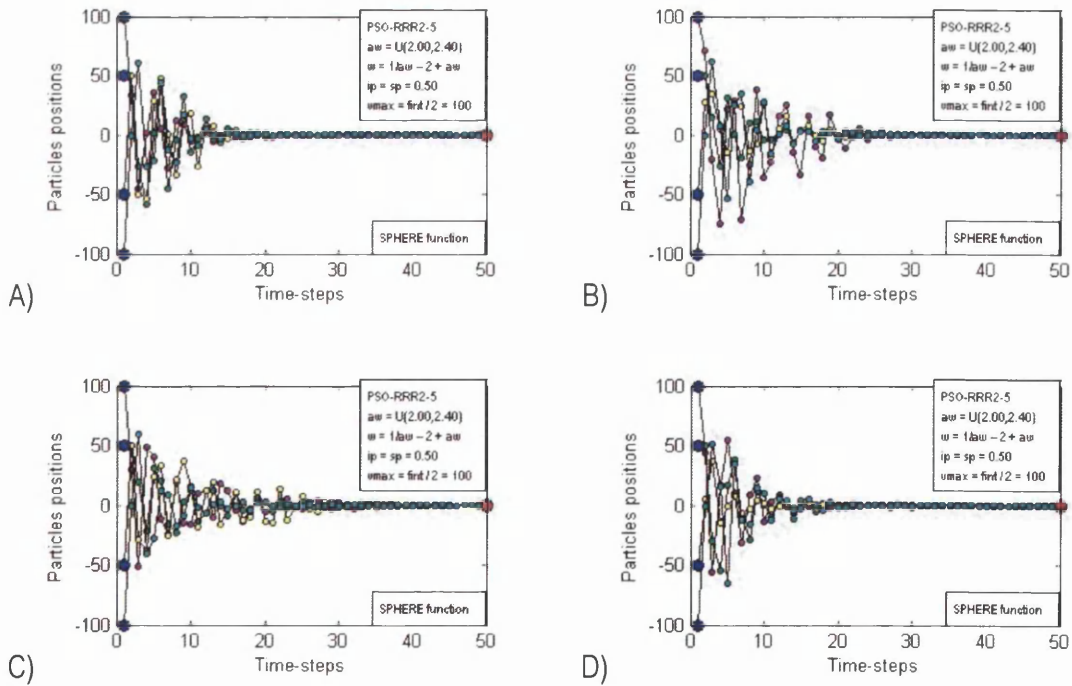 100
50
0
-50
-100
Particles positions
0
10
20
30
40
50
Time-steps
PSO-RRR2-5
aw = U(2.00,2.40)
w = 1/aw – 2 + aw
ip = sp = 0.50
vmax = fint / 2 = 100
SPHERE function
A)
100
50
0
-50
-100
Particles positions
0
10
20
30
40
50
Time-steps
PSO-RRR2-5
aw = U(2.00,2.40)
w = 1/aw – 2 + aw
ip = sp = 0.50
vmax = fint / 2 = 100
SPHERE function
B)
100
50
0
-50
-100
Particles positions
0
10
20
30
40
50
Time-steps
PSO-RRR2-5
aw = U(2.00,2.40)
w = 1/aw – 2 + aw
ip = sp = 0.50
vmax = fint / 2 = 100
SPHERE function
C)
100
50
0
-50
-100
Particles positions
0
10
20
30
40
50
Time-steps
PSO-RRR2-5
aw = U(2.00,2.40)
w = 1/aw – 2 + aw
ip = sp = 0.50
vmax = fint / 2 = 100
SPHERE function
D)